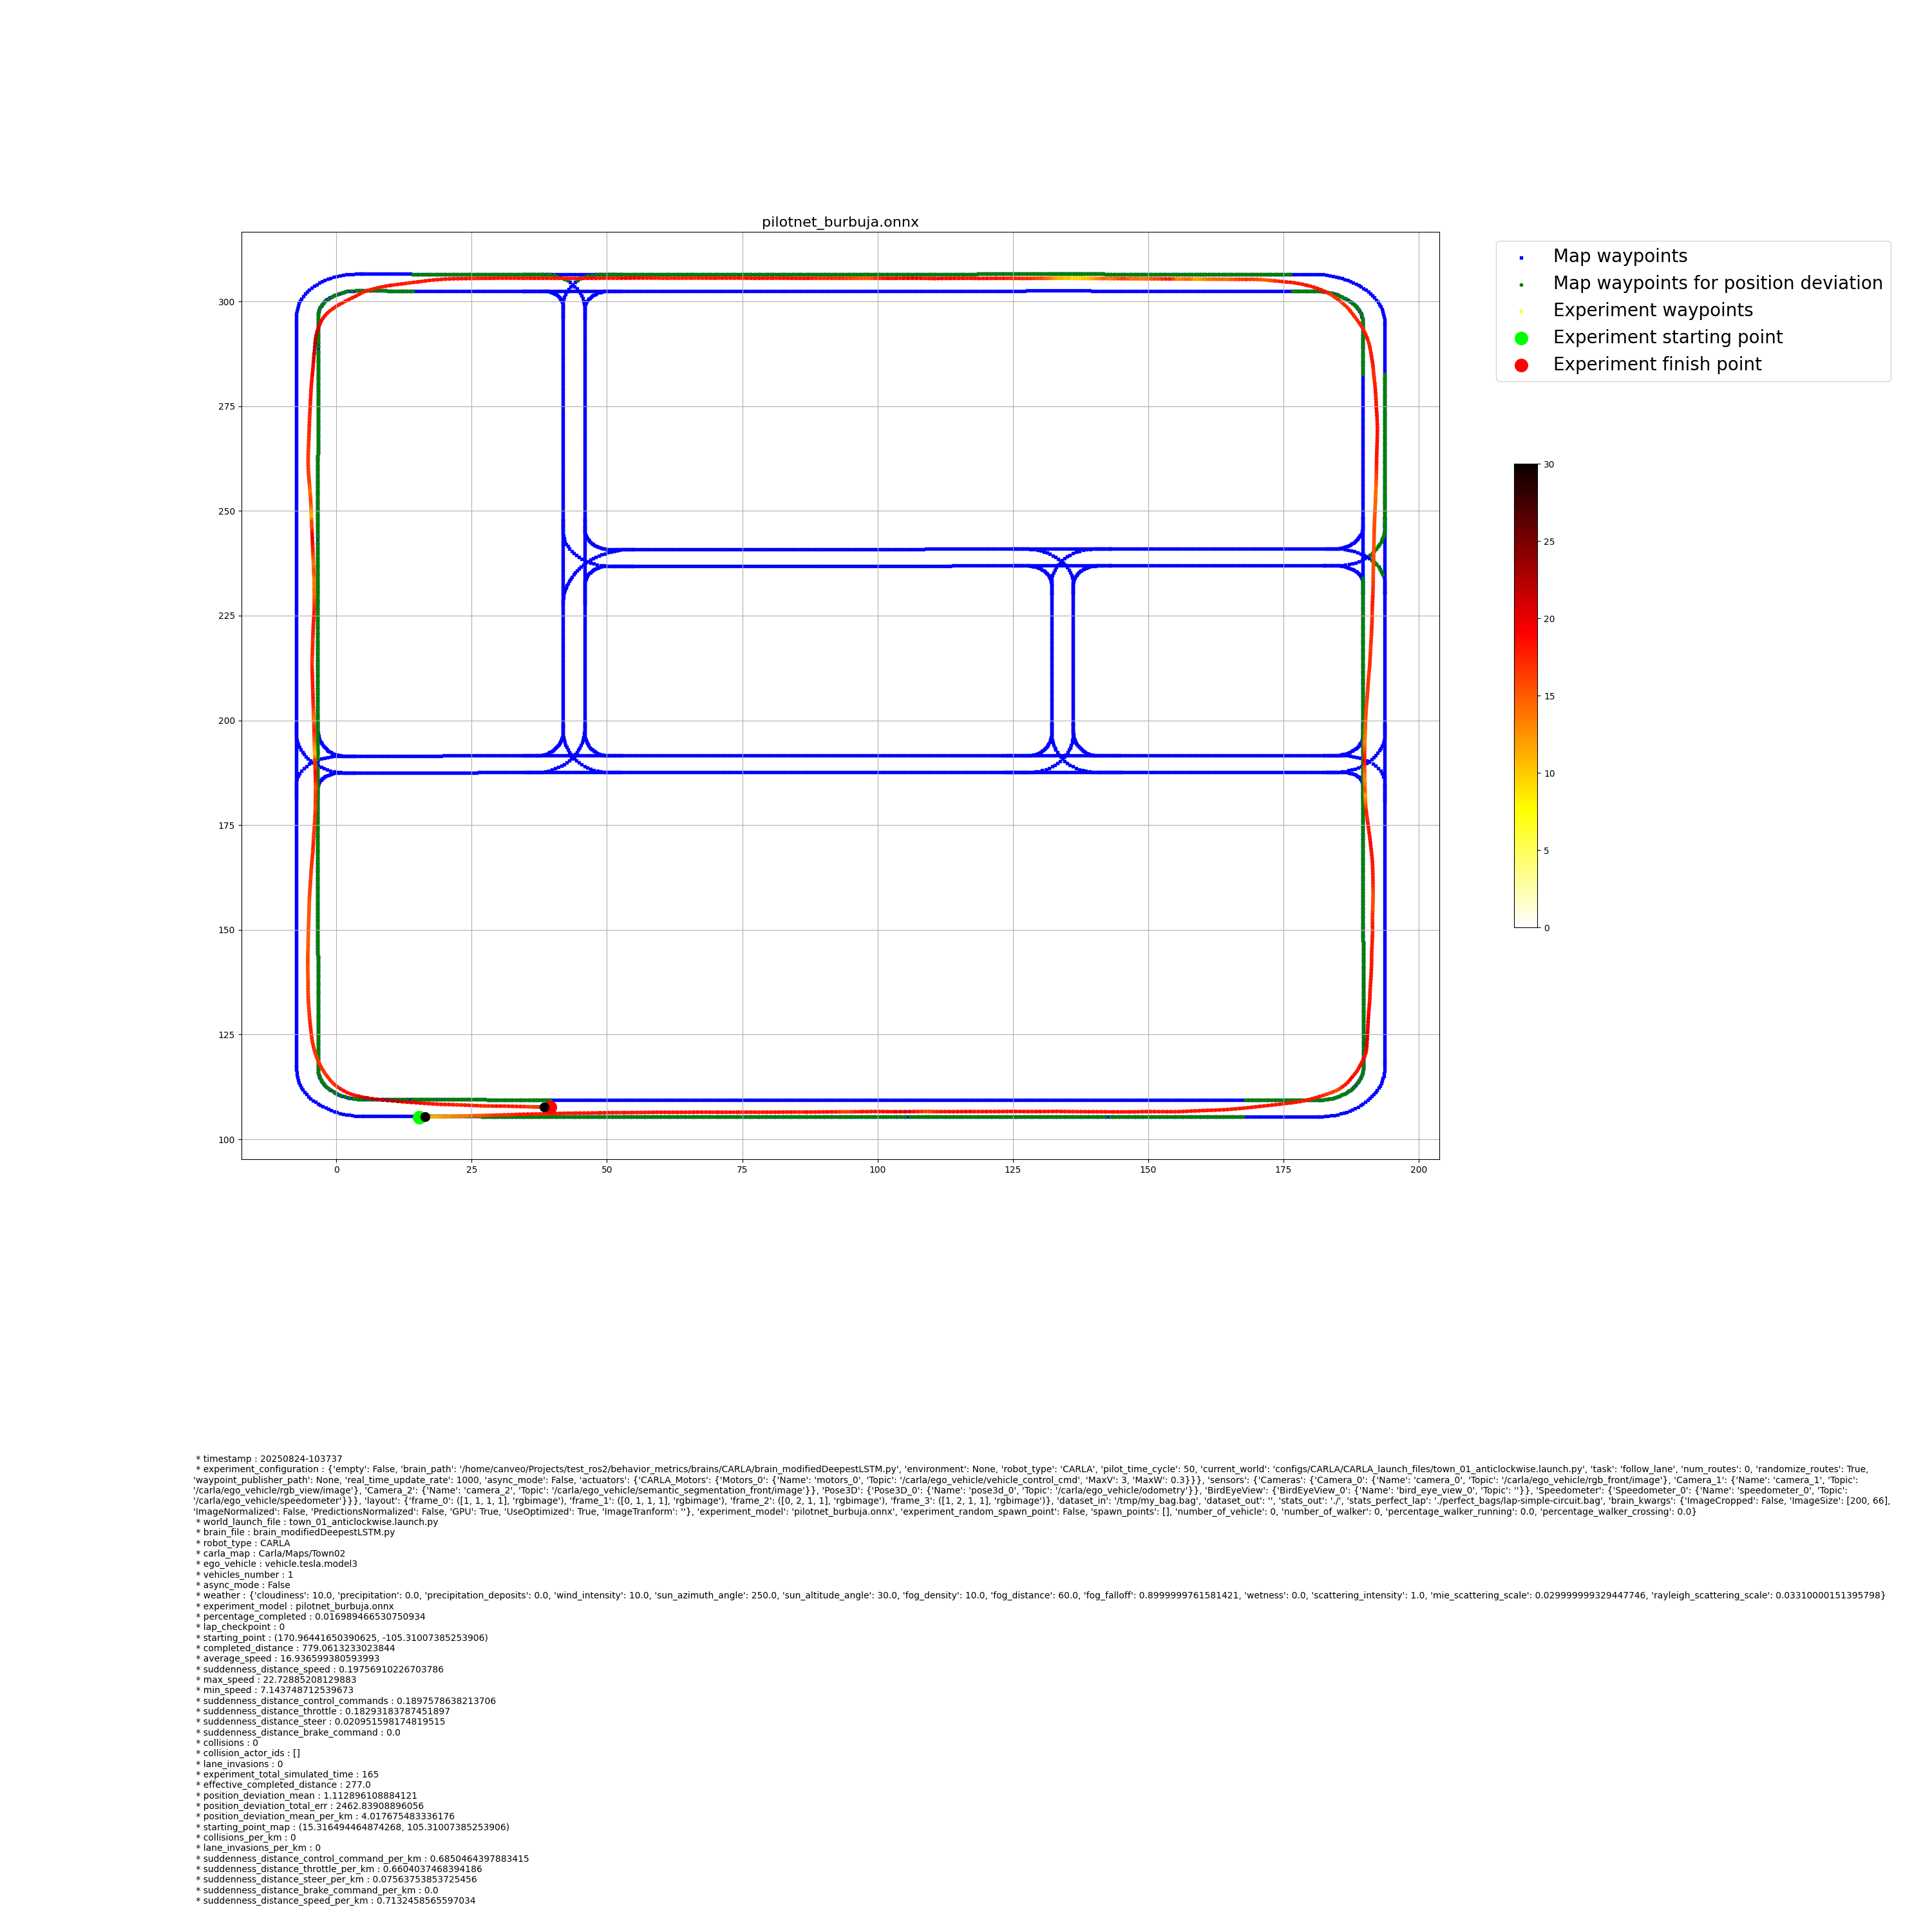 pilotnet_burbuja.onnx
Map waypoints
Map waypoints for position deviation
Experiment waypoints
Experiment starting point
Experiment finish point
300
275
250
225
200
175
150
125
100
0
25
50
75
100
125
150
175
200
30
25
20
15
10
5
0
* timestamp : 20250824-103737
* experiment_configuration : {'empty': False, 'brain_path': '/home/canveo/Projects/test_ros2/behavior_metrics/brains/CARLA/brain_modifiedDeepestLSTM.py', 'environment': None, 'robot_type': 'CARLA', 'pilot_time_cycle': 50, 'current_world': 'configs/CARLA/CARLA_launch_files/town_01_anticlockwise.launch.py', 'task': 'follow_lane', 'num_routes': 0, 'randomize_routes': True,
'waypoint_publisher_path': None, 'real_time_update_rate': 1000, 'async_mode': False, 'actuators': {'CARLA_Motors': {'Motors_0': {'Name': 'motors_0', 'Topic': '/carla/ego_vehicle/vehicle_control_cmd', 'MaxV': 3, 'MaxW': 0.3}}}, 'sensors': {'Cameras': {'Camera_0': {'Name': 'camera_0', 'Topic': '/carla/ego_vehicle/rgb_front/image'}, 'Camera_1': {'Name': 'camera_1', 'Topic':
'/carla/ego_vehicle/rgb_view/image'}, 'Camera_2': {'Name': 'camera_2', 'Topic': '/carla/ego_vehicle/semantic_segmentation_front/image'}}, 'Pose3D': {'Pose3D_0': {'Name': 'pose3d_0', 'Topic': '/carla/ego_vehicle/odometry'}}, 'BirdEyeView': {'BirdEyeView_0': {'Name': 'bird_eye_view_0', 'Topic': ''}}, 'Speedometer': {'Speedometer_0': {'Name': 'speedometer_0', 'Topic':
'/carla/ego_vehicle/speedometer'}}}, 'layout': {'frame_0': ([1, 1, 1, 1], 'rgbimage'), 'frame_1': ([0, 1, 1, 1], 'rgbimage'), 'frame_2': ([0, 2, 1, 1], 'rgbimage'), 'frame_3': ([1, 2, 1, 1], 'rgbimage')}, 'dataset_in': '/tmp/my_bag.bag', 'dataset_out': '', 'stats_out': './', 'stats_perfect_lap': './perfect_bags/lap-simple-circuit.bag', 'brain_kwargs': {'ImageCropped': False, 'ImageSize': [200, 66],
'ImageNormalized': False, 'PredictionsNormalized': False, 'GPU': True, 'UseOptimized': True, 'ImageTranform': ''}, 'experiment_model': 'pilotnet_burbuja.onnx', 'experiment_random_spawn_point': False, 'spawn_points': [], 'number_of_vehicle': 0, 'number_of_walker': 0, 'percentage_walker_running': 0.0, 'percentage_walker_crossing': 0.0}
* world_launch_file : town_01_anticlockwise.launch.py
* brain_file : brain_modifiedDeepestLSTM.py
* robot_type : CARLA
* carla_map : Carla/Maps/Town02
* ego_vehicle : vehicle.tesla.model3
* vehicles_number : 1
* async_mode : False
* weather : {'cloudiness': 10.0, 'precipitation': 0.0, 'precipitation_deposits': 0.0, 'wind_intensity': 10.0, 'sun_azimuth_angle': 250.0, 'sun_altitude_angle': 30.0, 'fog_density': 10.0, 'fog_distance': 60.0, 'fog_falloff': 0.8999999761581421, 'wetness': 0.0, 'scattering_intensity': 1.0, 'mie_scattering_scale': 0.029999999329447746, 'rayleigh_scattering_scale': 0.03310000151395798}
* experiment_model : pilotnet_burbuja.onnx
* percentage_completed : 0.016989466530750934
* lap_checkpoint : 0
* starting_point : (170.96441650390625, -105.31007385253906)
* completed_distance : 779.0613233023844
* average_speed : 16.936599380593993
* suddenness_distance_speed : 0.19756910226703786
* max_speed : 22.72885208129883
* min_speed : 7.143748712539673
* suddenness_distance_control_commands : 0.1897578638213706
* suddenness_distance_throttle : 0.18293183787451897
* suddenness_distance_steer : 0.020951598174819515
* suddenness_distance_brake_command : 0.0
* collisions : 0
* collision_actor_ids : []
* lane_invasions : 0
* experiment_total_simulated_time : 165
* effective_completed_distance : 277.0
* position_deviation_mean : 1.112896108884121
* position_deviation_total_err : 2462.83908896056
* position_deviation_mean_per_km : 4.017675483336176
* starting_point_map : (15.316494464874268, 105.31007385253906)
* collisions_per_km : 0
* lane_invasions_per_km : 0
* suddenness_distance_control_command_per_km : 0.6850464397883415
* suddenness_distance_throttle_per_km : 0.6604037468394186
* suddenness_distance_steer_per_km : 0.07563753853725456
* suddenness_distance_brake_command_per_km : 0.0
* suddenness_distance_speed_per_km : 0.7132458565597034